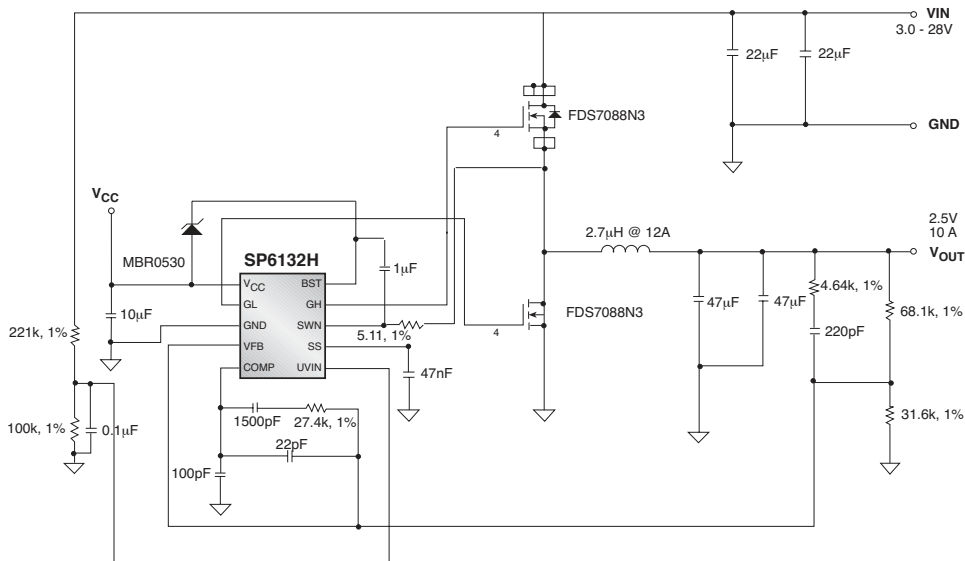 VIN
3.0 - 28V
22µF
22µF
FDS7088N3
4
GND
VCC
2.5V
10 A
2.7µH @ 12A
VOUT
MBR0530
SP6132H
1µF
VCC
BST
4.64k, 1%
GL
GH
47µF
47µF
68.1k, 1%
10µF
FDS7088N3
GND
SWN
221k, 1%
5.11, 1%
4
220pF
VFB
SS
COMP
UVIN
47nF
1500pF
27.4k, 1%
31.6k, 1%
100k, 1%
0.1µF
22pF
100pF